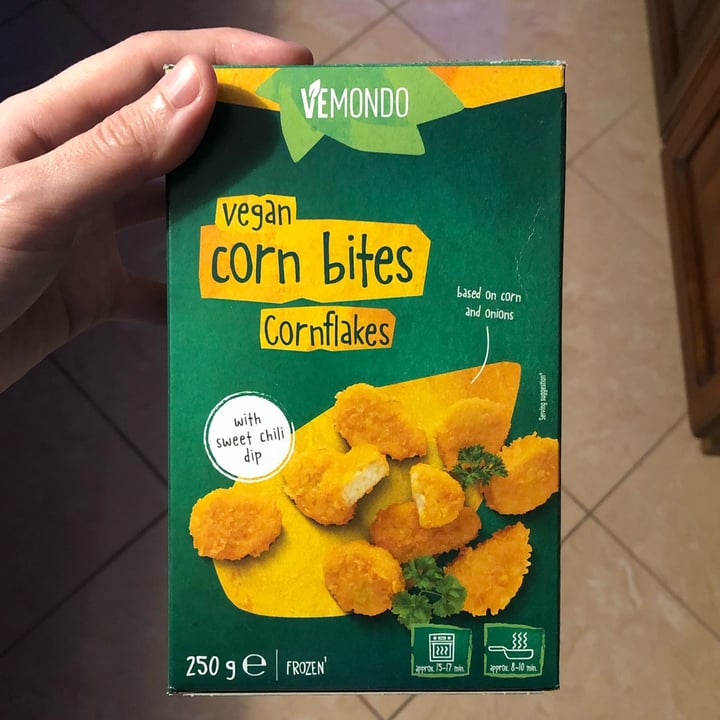 VEMONDO
vegan
corn bites
Cornflakes
based on corn
and onions
Serving suggestion*
with
sweet chili
dip
250 g ℮ | FROZEN'
approx. 15-17 min.
approx. 8-10 min.